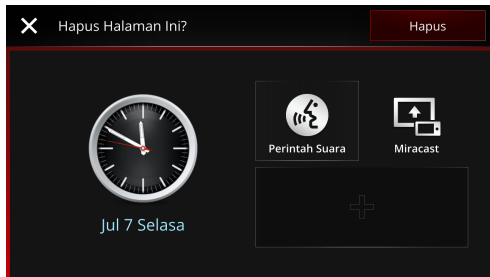 Hapus Halaman Ini?
Hapus
Perintah Suara
Miracast
Jul 7 Selasa